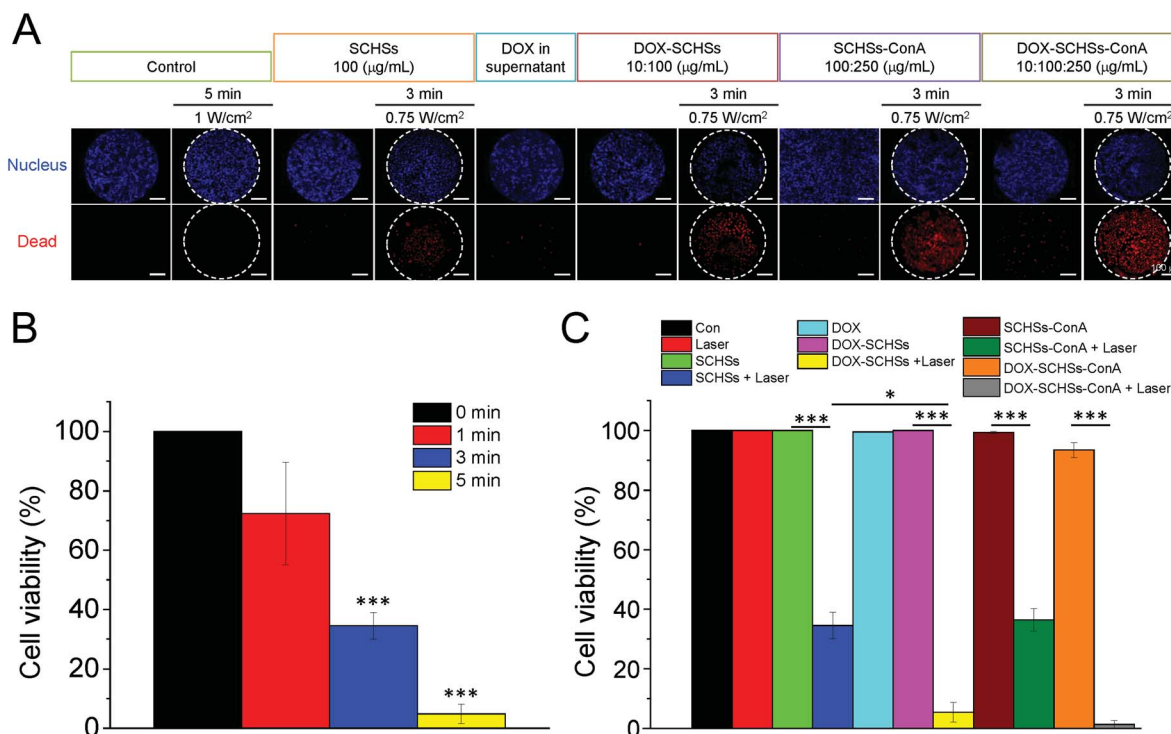 A
Control
SCHSs
100 (μg/mL)
DOX in
supernatant
DOX-SCHSs
10:100 (μg/mL)
SCHSs-ConA
100:250 (μg/mL)
DOX-SCHSs-ConA
10:100:250 (μg/mL)
5 min
3 min
3 min
3 min
3 min
1 W/cm²
0.75 W/cm²
0.75 W/cm²
0.75 W/cm²
0.75 W/cm²
Nucleus
Dead
B
0 min
1 min
3 min
5 min
Cell viability (%)
100
80
60
40
20
0
***
***
C
Con
Laser
SCHSs
SCHSs + Laser
DOX
DOX-SCHSs
DOX-SCHSs +Laser
SCHSs-ConA
SCHSs-ConA + Laser
DOX-SCHSs-ConA
DOX-SCHSs-ConA + Laser
Cell viability (%)
100
80
60
40
20
0
*
***
***
***
***